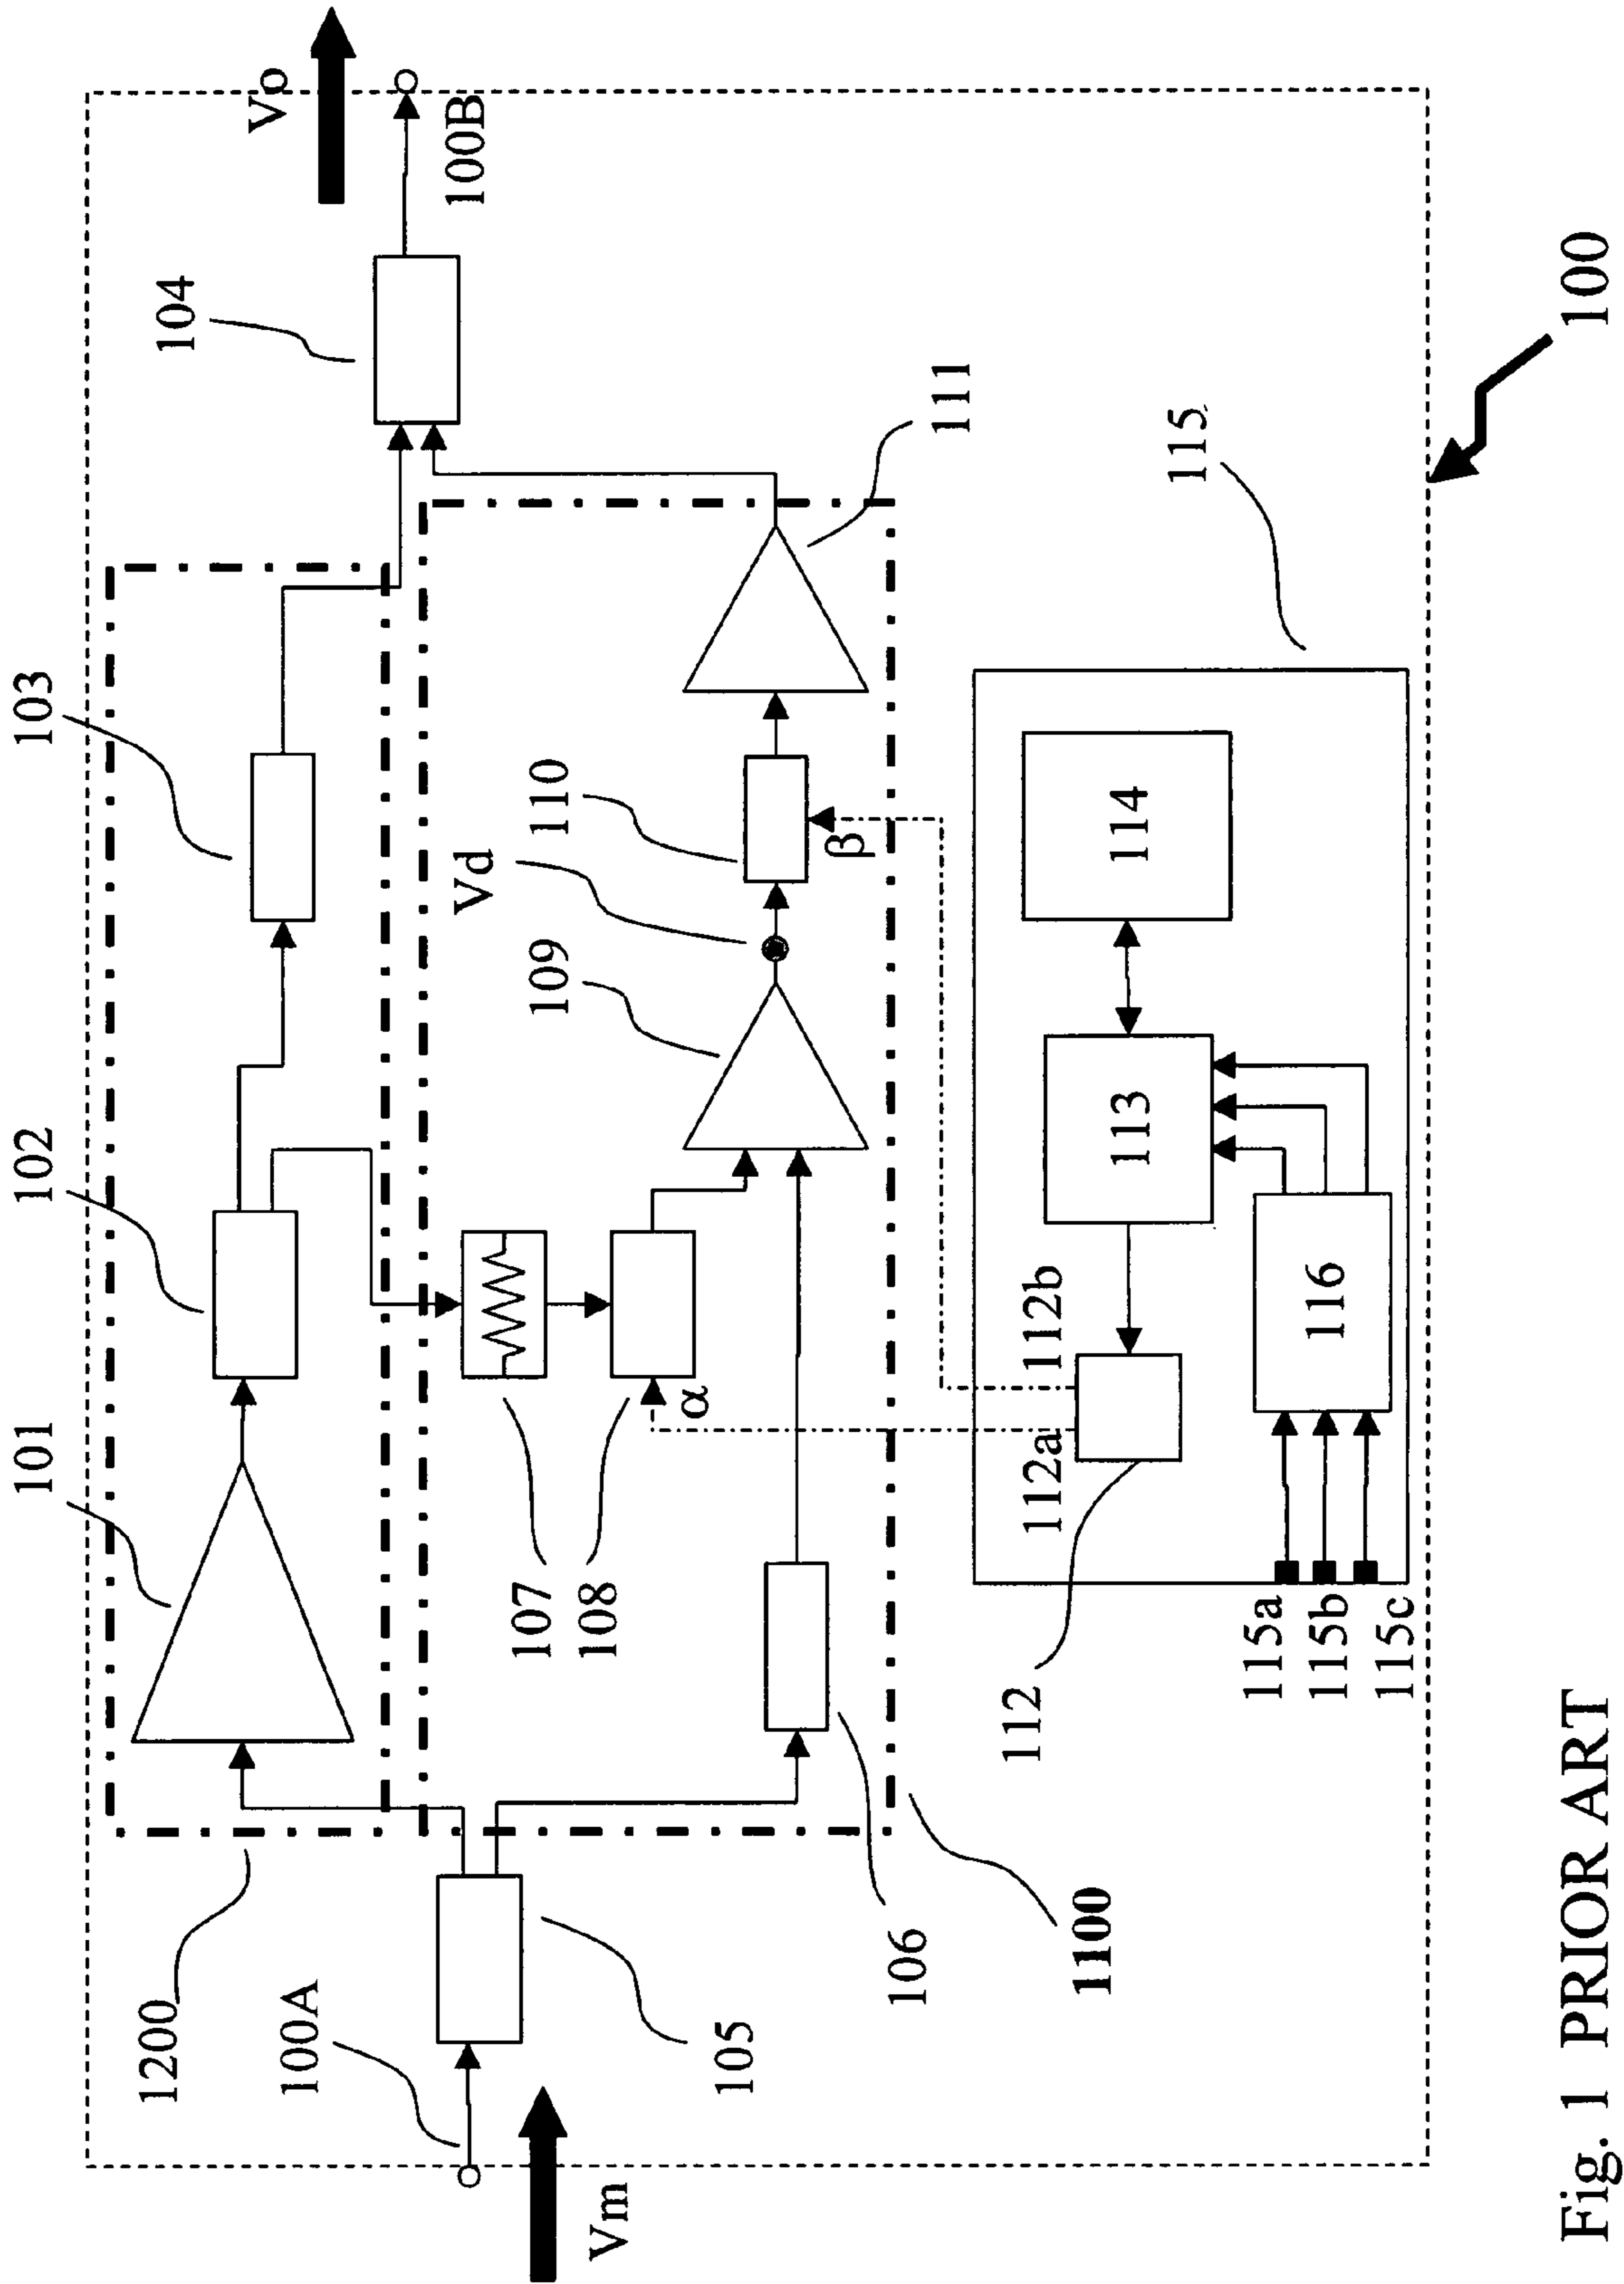 Vo
103
102
101
104
1200
100B
100A
Vd
110
109
107
108
105
Vm
111
β
α
106
1100
115
114
113
112b
112a
112
116
115a
115b
115c
100
Fig. 1 PRIOR ART